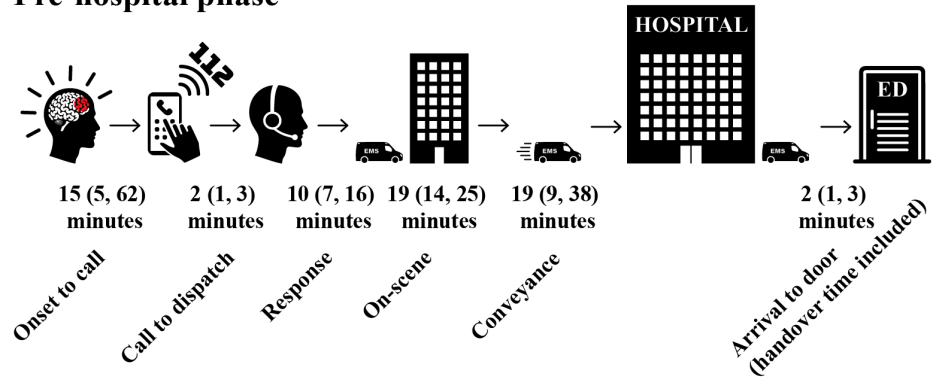 Pre-hospital phase
112
HOSPITAL
ED
EMS
EMS
EMS
15 (5, 62)
minutes
2 (1, 3)
minutes
10 (7, 16)
minutes
19 (14, 25)
minutes
19 (9, 38)
minutes
2 (1, 3)
minutes
Onset to call
Call to dispatch
Response
On-scene
Conveyance
Arrival to door
(handover time included)